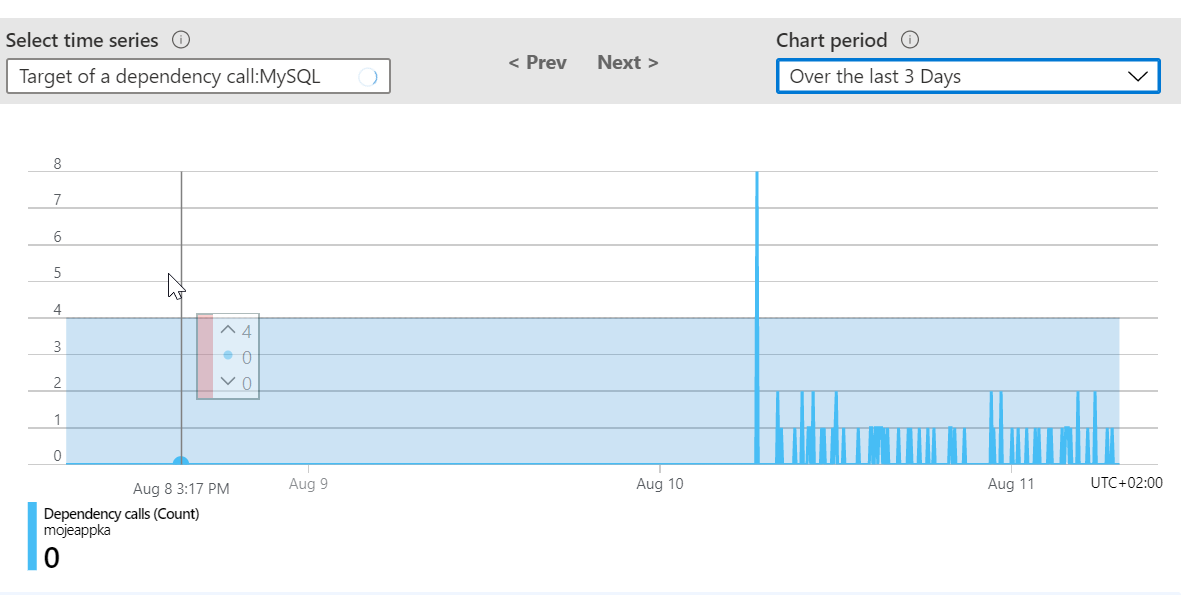 Select time series
Chart period
Target of a dependency call:MySQL
< Prev
Next >
Over the last 3 Days
8
7
6
5
4
3
2
1
0
4
0
0
Aug 8 3:17 PM
Aug 9
Aug 10
Aug 11
UTC+02:00
Dependency calls (Count)
mojeappka
0